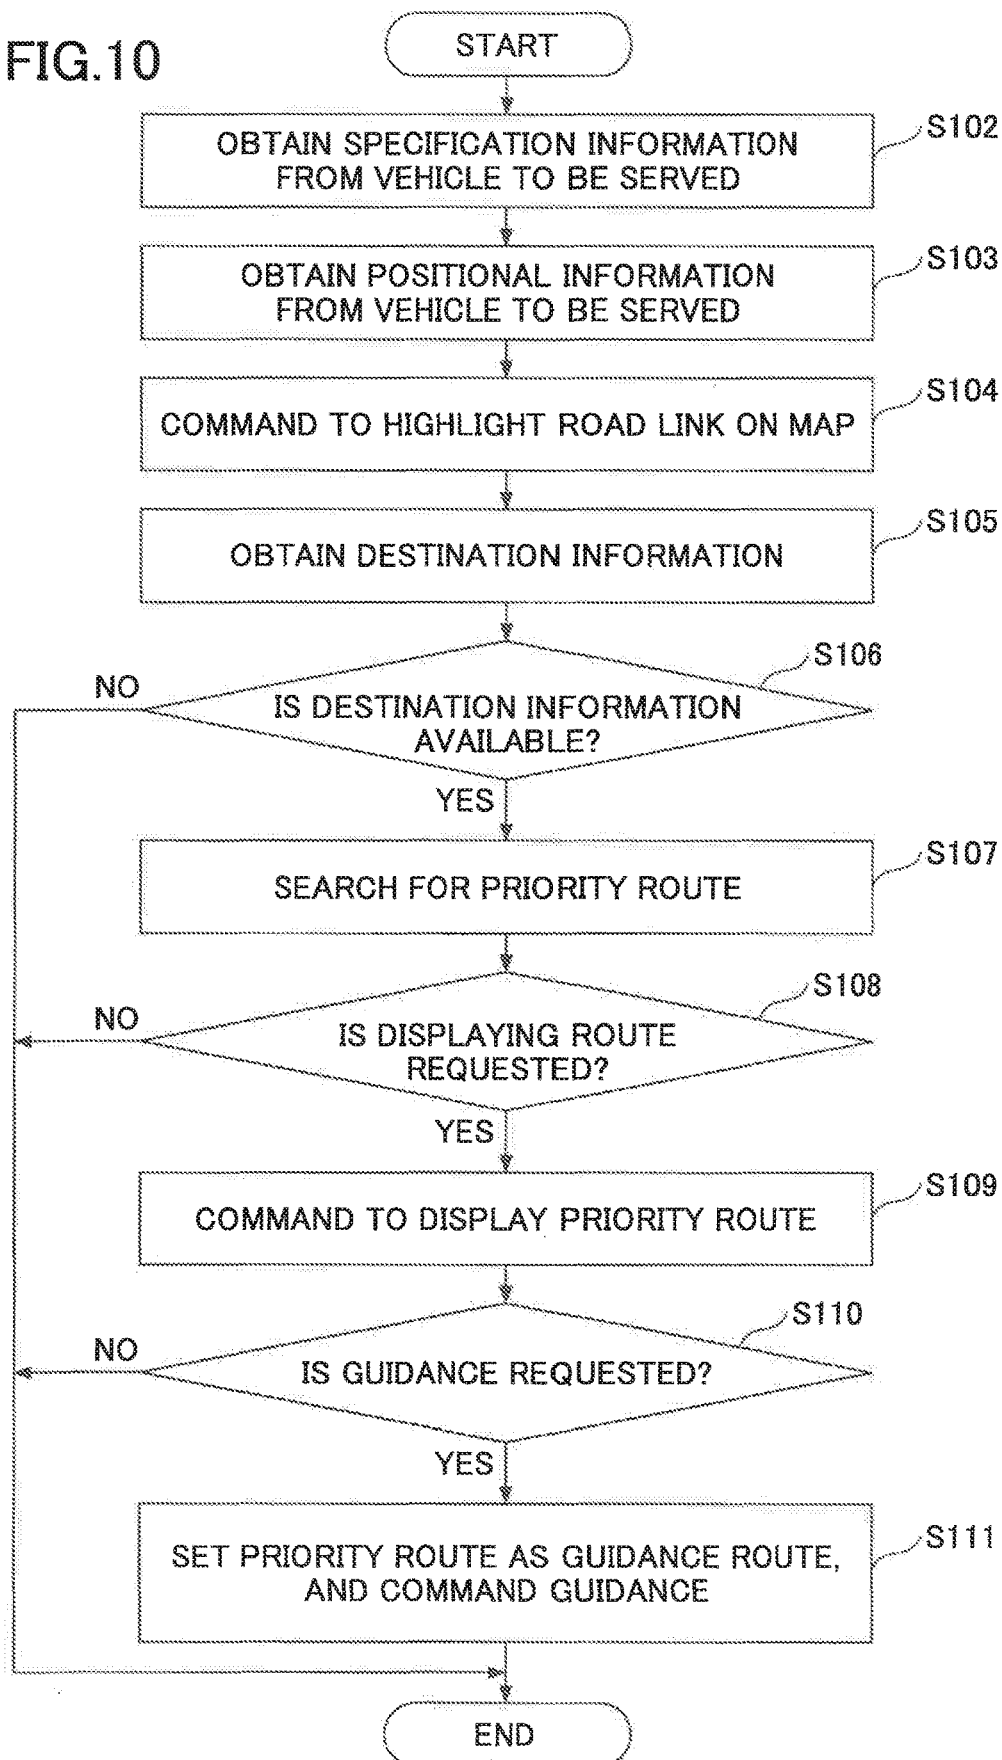 FIG.10
START
S102
OBTAIN SPECIFICATION INFORMATION
FROM VEHICLE TO BE SERVED
S103
OBTAIN POSITIONAL INFORMATION
FROM VEHICLE TO BE SERVED
S104
COMMAND TO HIGHLIGHT ROAD LINK ON MAP
S105
OBTAIN DESTINATION INFORMATION
S106
NO
IS DESTINATION INFORMATION
AVAILABLE?
YES
S107
SEARCH FOR PRIORITY ROUTE
S108
NO
IS DISPLAYING ROUTE
REQUESTED?
YES
S109
COMMAND TO DISPLAY PRIORITY ROUTE
S110
NO
IS GUIDANCE REQUESTED?
YES
S111
SET PRIORITY ROUTE AS GUIDANCE ROUTE,
AND COMMAND GUIDANCE
END